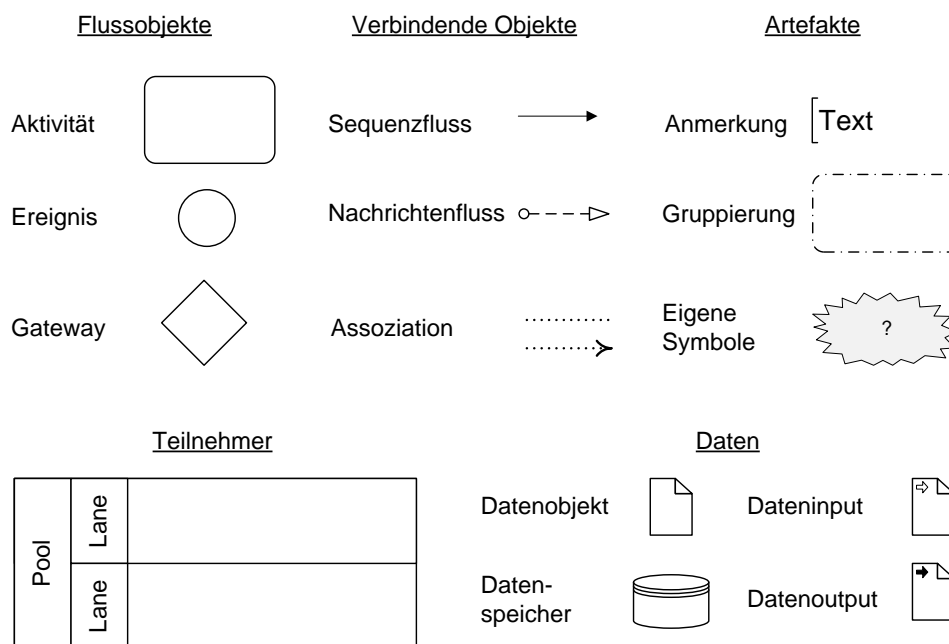 Flussobjekte
Verbindende Objekte
Artefakte
Aktivität
Sequenzfluss
Anmerkung
Text
Ereignis
Nachrichtenfluss
Gruppierung
Gateway
Assoziation
Eigene
Symbole
?
Teilnehmer
Daten
Pool
Lane
Lane
Datenobjekt
Dateninput
Daten-
speicher
Datenoutput